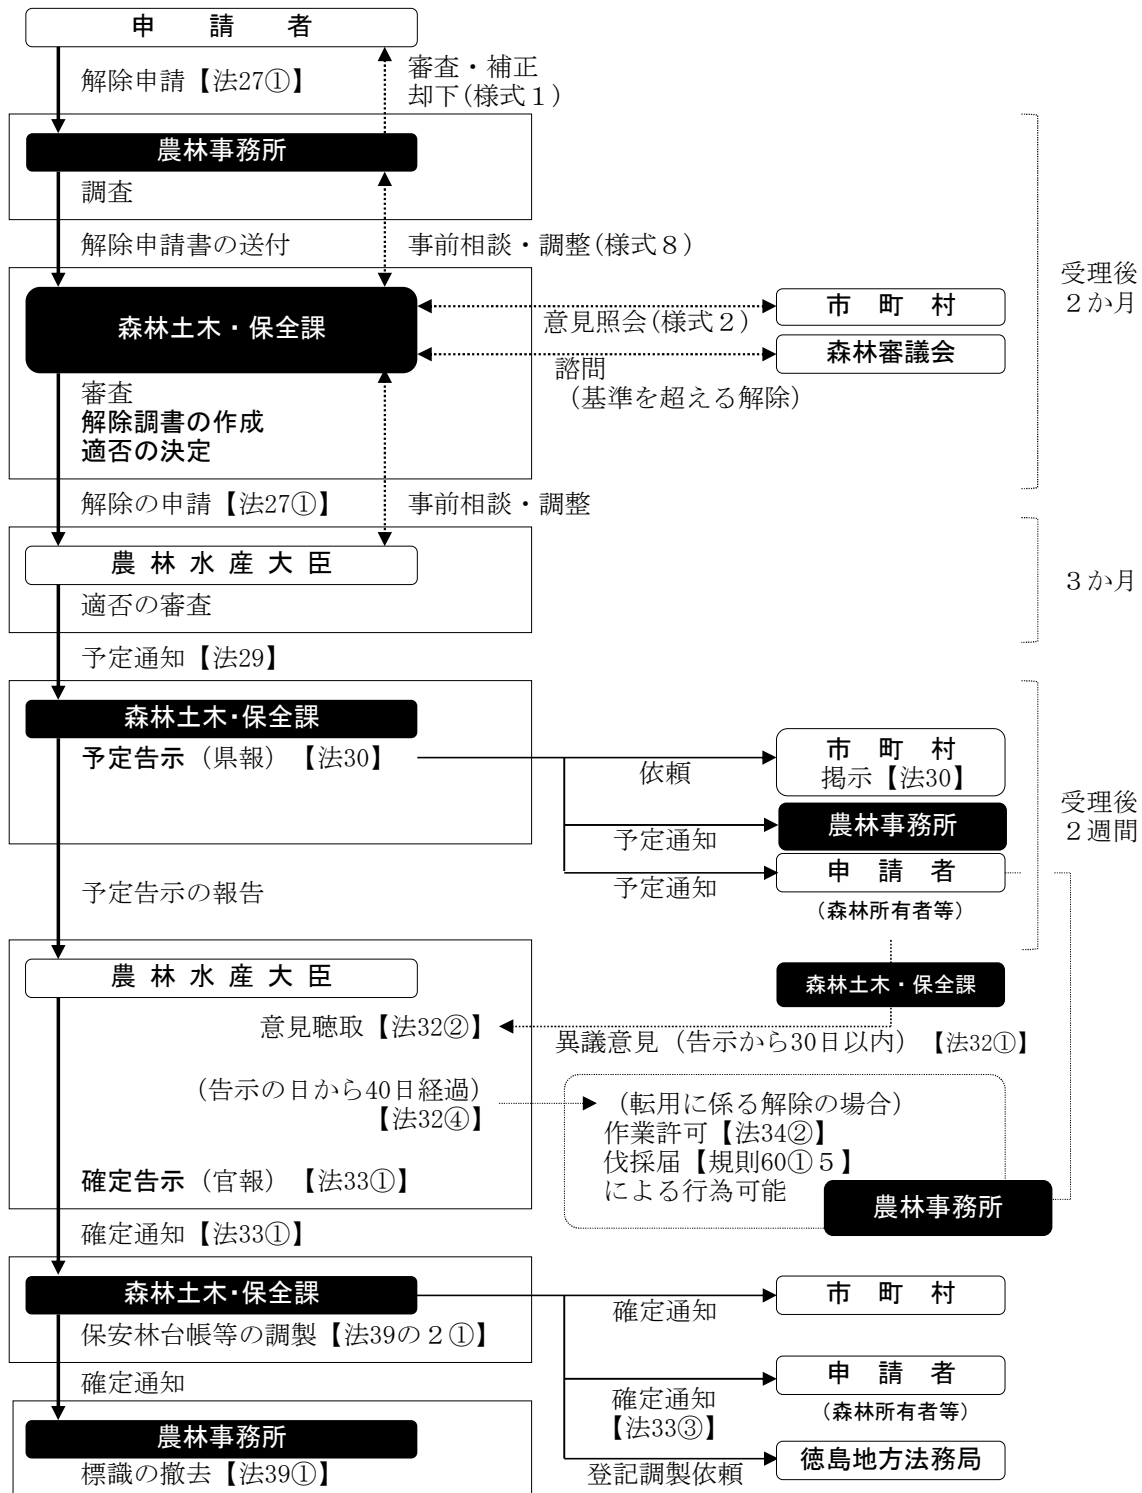 申　請　者
解除申請【法27①】
審査・補正
却下(様式１)
農林事務所
調査
解除申請書の送付
事前相談・調整(様式８)
受理後
２か月
森林土木・保全課
市　町　村
意見照会(様式２)
森林審議会
諮問
（基準を超える解除）
審査
解除調書の作成
適否の決定
解除の申請【法27①】
事前相談・調整
農 林 水 産 大 臣
適否の審査
３か月
予定通知【法29】
森林土木・保全課
予定告示（県報）【法30】
依頼
市　町　村
掲示【法30】
予定通知
農林事務所
受理後
２週間
予定通知
申　請　者
（森林所有者等）
予定告示の報告
農 林 水 産 大 臣
森林土木・保全課
意見聴取【法32②】
異議意見（告示から30日以内）【法32①】
（告示の日から40日経過）
【法32④】
（転用に係る解除の場合）
作業許可【法34②】
伐採届【規則60①５】
による行為可能
農林事務所
確定告示（官報）【法33①】
確定通知【法33①】
森林土木・保全課
保安林台帳等の調製【法39の２①】
確定通知
市　町　村
確定通知
【法33③】
申　請　者
（森林所有者等）
確定通知
農林事務所
標識の撤去【法39①】
登記調製依頼
徳島地方法務局